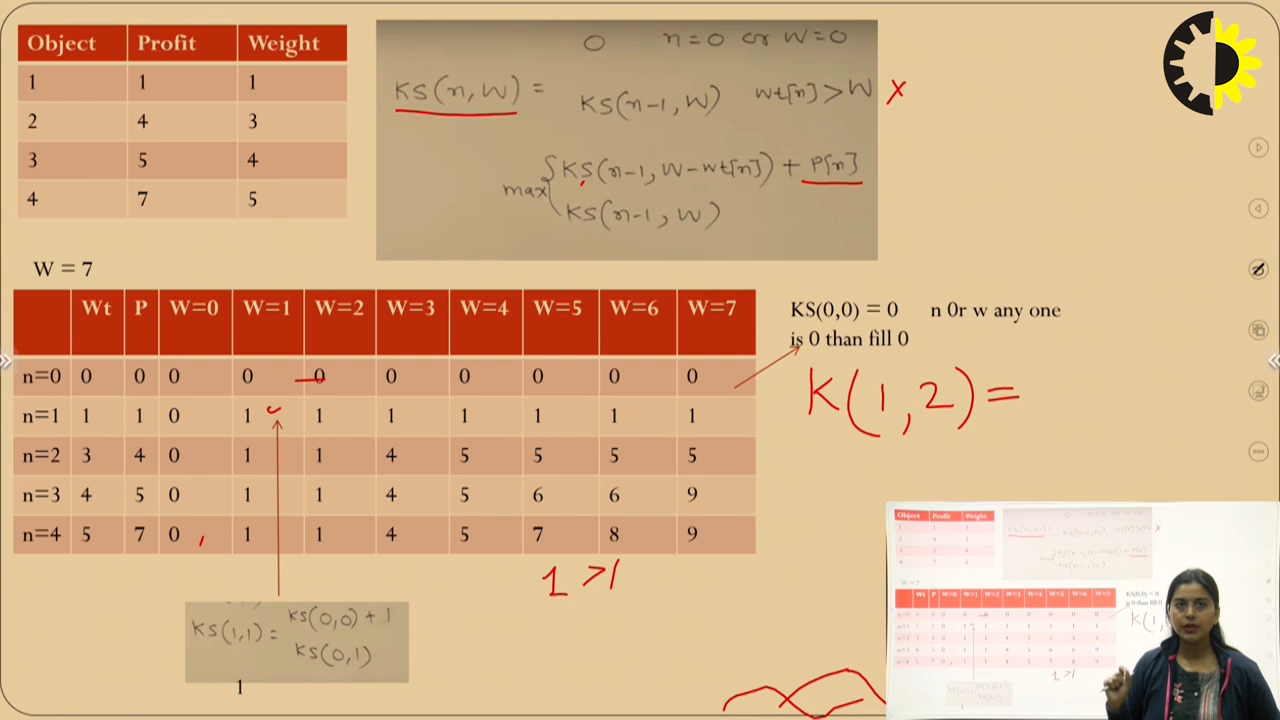 Object Profit Weight
1 1 1
2 4 3
3 5 4
4 7 5
0 n=0 or W=0
KS(n,W) = KS(n-1, W) wt[n]>W x
max { KS(n-1, W-wt[n]) + P[n]
KS(n-1, W)
W = 7
Wt P W=0 W=1 W=2 W=3 W=4 W=5 W=6 W=7
n=0 0 0 0 0 0 0 0 0 0 0
n=1 1 1 0 1 1 1 1 1 1 1
n=2 3 4 0 1 1 4 5 5 5 5
n=3 4 5 0 1 1 4 5 6 6 9
n=4 5 7 0 1 1 4 5 7 8 9
KS(0,0) = 0 n 0r w any one
is 0 than fill 0
K(1,2)=
1 >1
KS(1,1) = KS(0,0)+1
KS(0,1)
1